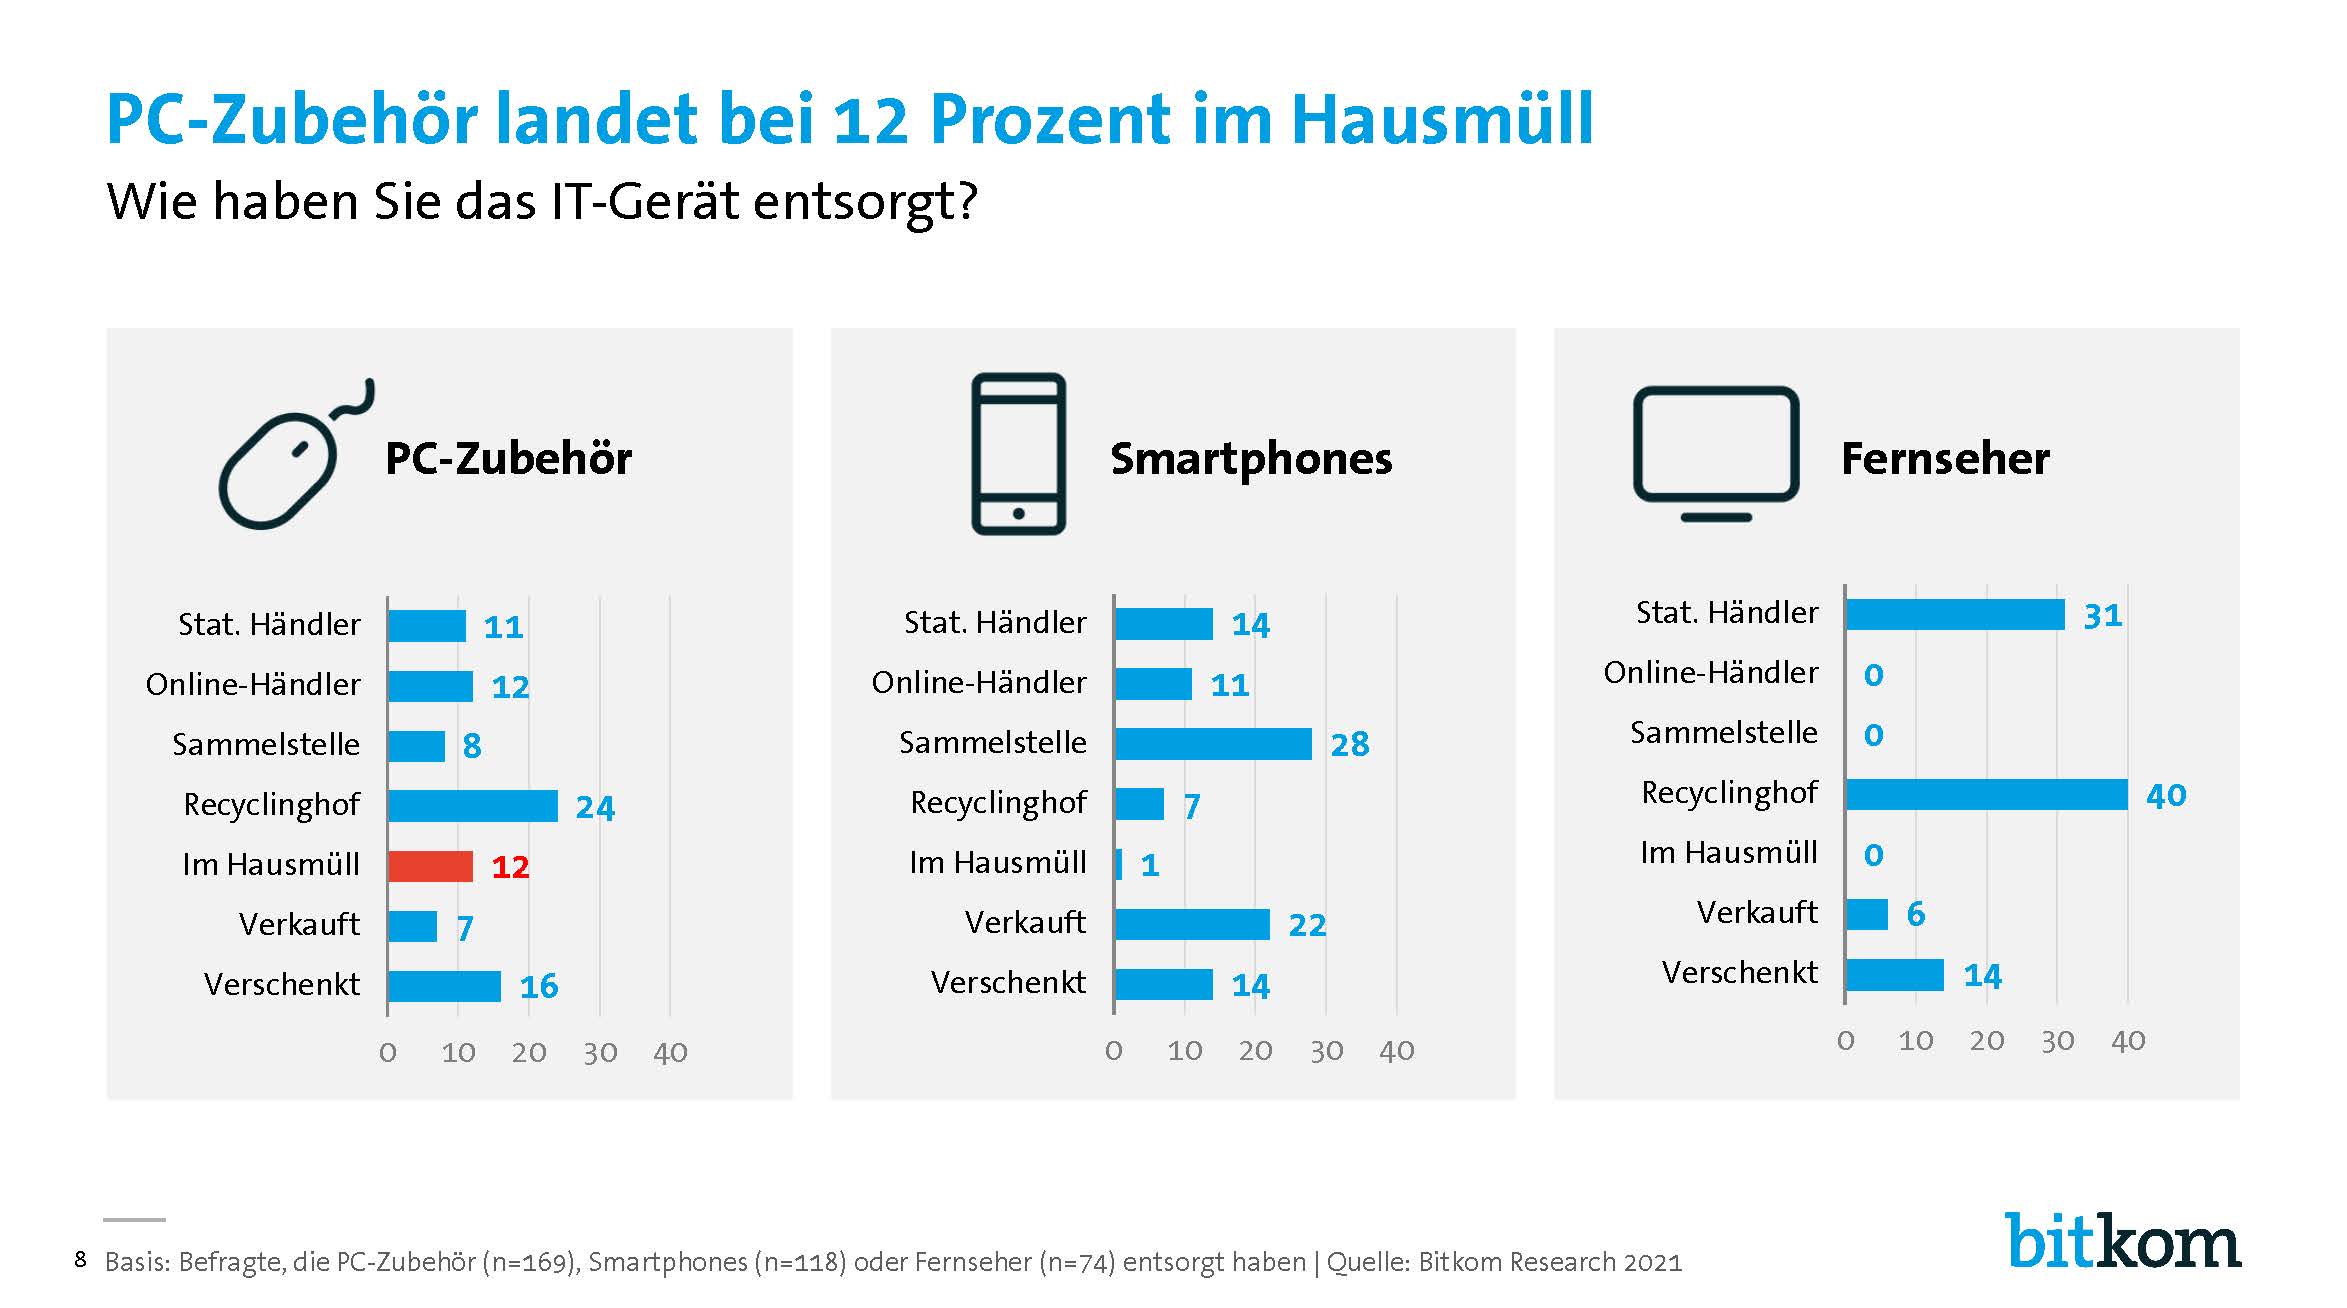 PC-Zubehör landet bei 12 Prozent im Hausmüll
Wie haben Sie das IT-Gerät entsorgt?
PC-Zubehör
Stat. Händler 11
Online-Händler 12
Sammelstelle 8
Recyclinghof 24
Im Hausmüll 12
Verkauft 7
Verschenkt 16
0 10 20 30 40
Smartphones
Stat. Händler 14
Online-Händler 11
Sammelstelle 28
Recyclinghof 7
Im Hausmüll 1
Verkauft 22
Verschenkt 14
0 10 20 30 40
Fernseher
Stat. Händler 31
Online-Händler 0
Sammelstelle 0
Recyclinghof 40
Im Hausmüll 0
Verkauft 6
Verschenkt 14
0 10 20 30 40
8 Basis: Befragte, die PC-Zubehör (n=169), Smartphones (n=118) oder Fernseher (n=74) entsorgt haben | Quelle: Bitkom Research 2021
bitkom